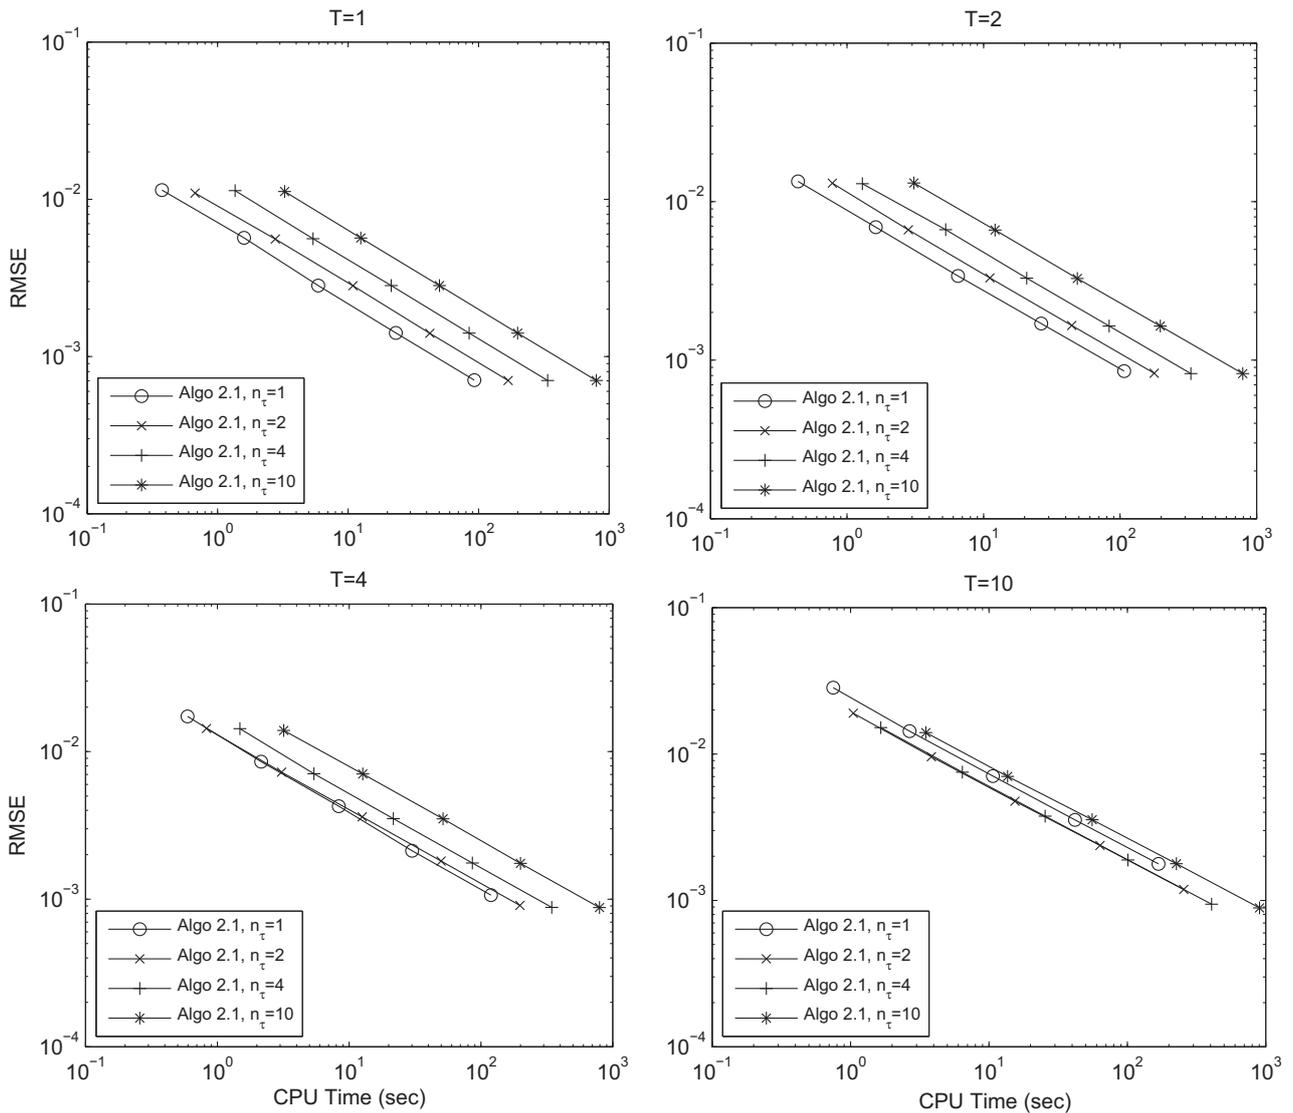 T=1
10^-1
10^-2
10^-3
10^-4
RMSE
Algo 2.1, n_τ=1
Algo 2.1, n_τ=2
Algo 2.1, n_τ=4
Algo 2.1, n_τ=10
10^-1 10^0 10^1 10^2 10^3
T=2
10^-1
10^-2
10^-3
10^-4
Algo 2.1, n_τ=1
Algo 2.1, n_τ=2
Algo 2.1, n_τ=4
Algo 2.1, n_τ=10
10^-1 10^0 10^1 10^2 10^3
T=4
10^-1
10^-2
10^-3
10^-4
RMSE
Algo 2.1, n_τ=1
Algo 2.1, n_τ=2
Algo 2.1, n_τ=4
Algo 2.1, n_τ=10
10^-1 10^0 10^1 10^2 10^3
CPU Time (sec)
T=10
10^-1
10^-2
10^-3
10^-4
Algo 2.1, n_τ=1
Algo 2.1, n_τ=2
Algo 2.1, n_τ=4
Algo 2.1, n_τ=10
10^-1 10^0 10^1 10^2 10^3
CPU Time (sec)